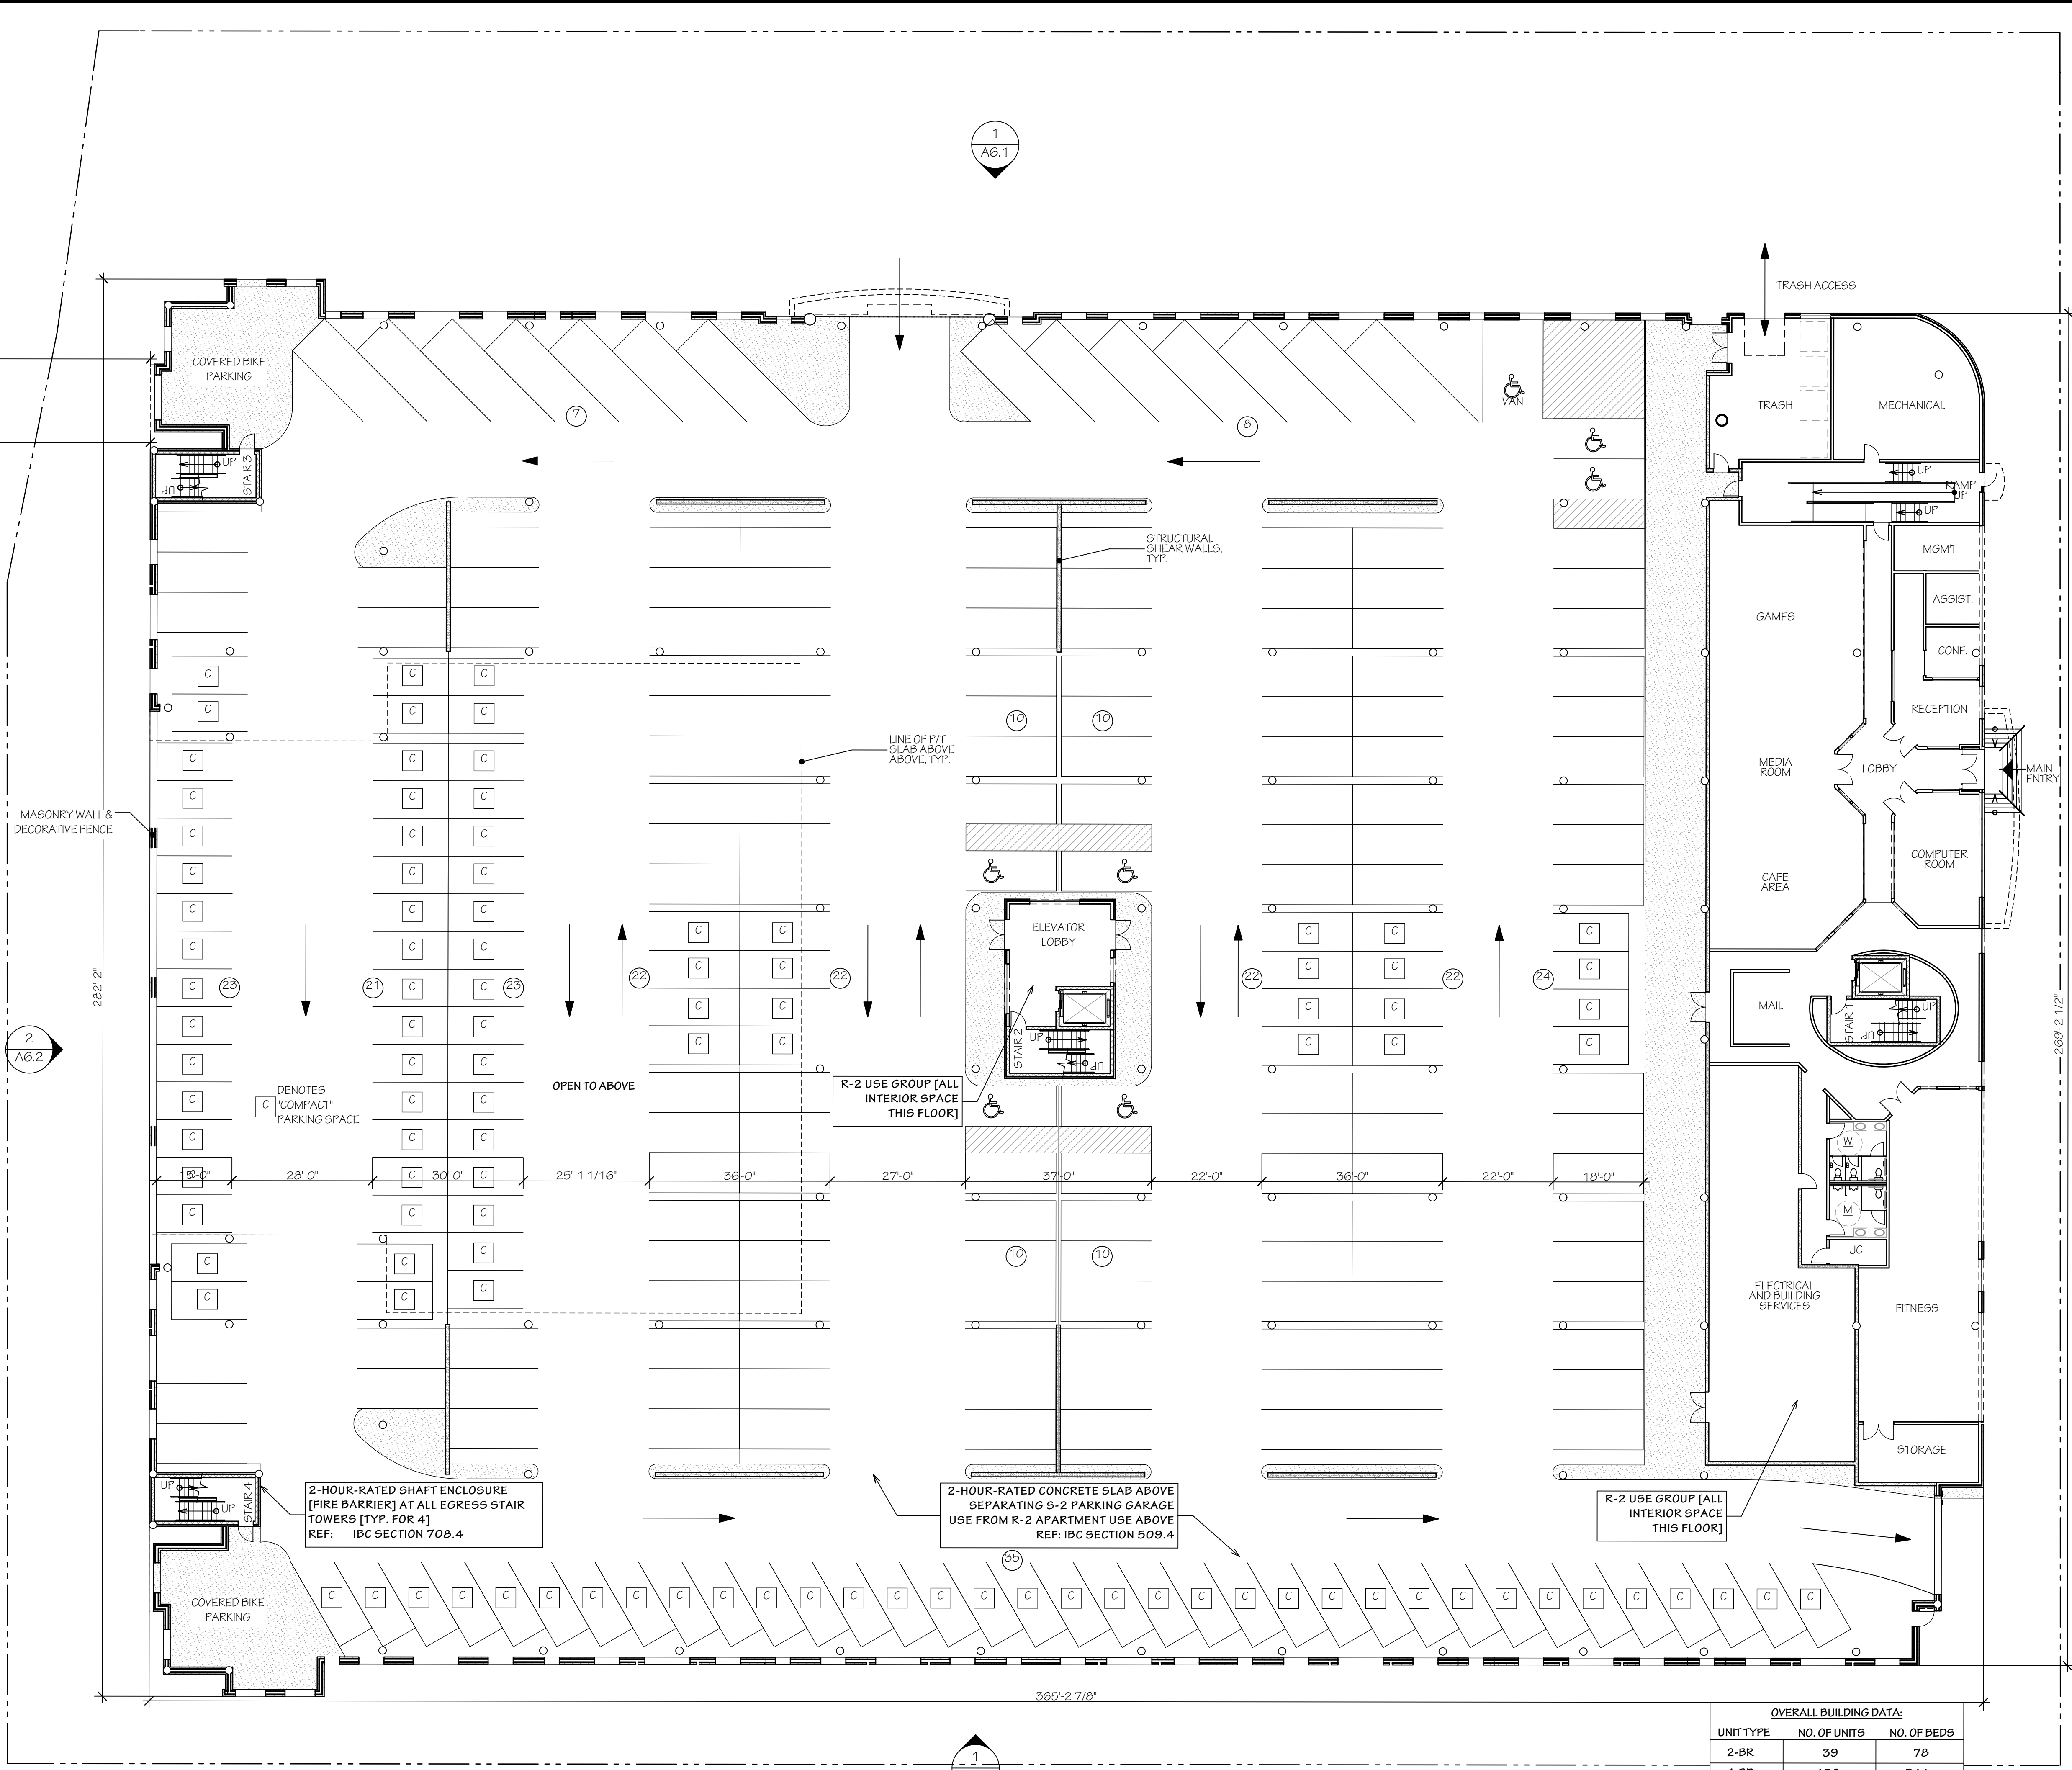 1
A6.1
TRASH ACCESS
COVERED BIKE
PARKING
7
8
VAN
TRASH
MECHANICAL
UP
UP
STAIR 3
UP
RAMP
UP
UP
STRUCTURAL
SHEAR WALLS,
TYP.
MGM'T
ASSIST.
GAMES
CONF.
C
C
C
C
C
C
C
C
RECEPTION
10
10
LINE OF P/T
SLAB ABOVE
ABOVE, TYP.
MEDIA
ROOM
LOBBY
MAIN
ENTRY
MASONRY WALL &
DECORATIVE FENCE
C
C
C
C
C
C
C
C
C
COMPUTER
ROOM
CAFE
AREA
C
C
C
C
C
C
C
C
C
C
C
C
C
C
ELEVATOR
LOBBY
C
C
C
C
C
C
C
C
282'-2"
23
21
23
22
22
22
22
24
C
C
C
C
C
C
C
C
MAIL
STAIR 1
UP
UP
269'-2 1/2"
2
A6.2
STAIR 2
UP
UP
C
C
C
C
C
C
C
C
C
C
C
DENOTES
C "COMPACT"
PARKING SPACE
OPEN TO ABOVE
R-2 USE GROUP [ALL
INTERIOR SPACE
THIS FLOOR]
C
C
C
C
C
C
W
15'-0"
28'-0"
30'-0"
25'-1 1/16"
36'-0"
27'-0"
37'-0"
22'-0"
36'-0"
22'-0"
18'-0"
C
C
C
C
C
C
M
JC
C
C
C
C
C
C
10
10
ELECTRICAL
AND BUILDING
SERVICES
FITNESS
STORAGE
UP
UP
STAIR 4
2-HOUR-RATED SHAFT ENCLOSURE
[FIRE BARRIER] AT ALL EGRESS STAIR
TOWERS [TYP. FOR 4]
REF: IBC SECTION 708.4
2-HOUR-RATED CONCRETE SLAB ABOVE
SEPARATING S-2 PARKING GARAGE
USE FROM R-2 APARTMENT USE ABOVE
REF: IBC SECTION 509.4
R-2 USE GROUP [ALL
INTERIOR SPACE
THIS FLOOR]
35
C C C C C C C C C C C C C C C C C C C C C C C C C C C C C C C C C C C
COVERED BIKE
PARKING
365'-2 7/8"
1
OVERALL BUILDING DATA:
UNIT TYPE NO. OF UNITS NO. OF BEDS
2-BR 39 78